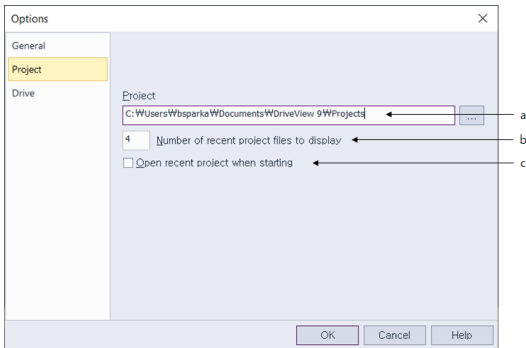 Options
General
Project
Drive
Project
C:₩Users₩bsparka₩Documents₩DriveView 9₩Projects
...
a
4 Number of recent project files to display
b
Open recent project when starting
c
OK Cancel Help